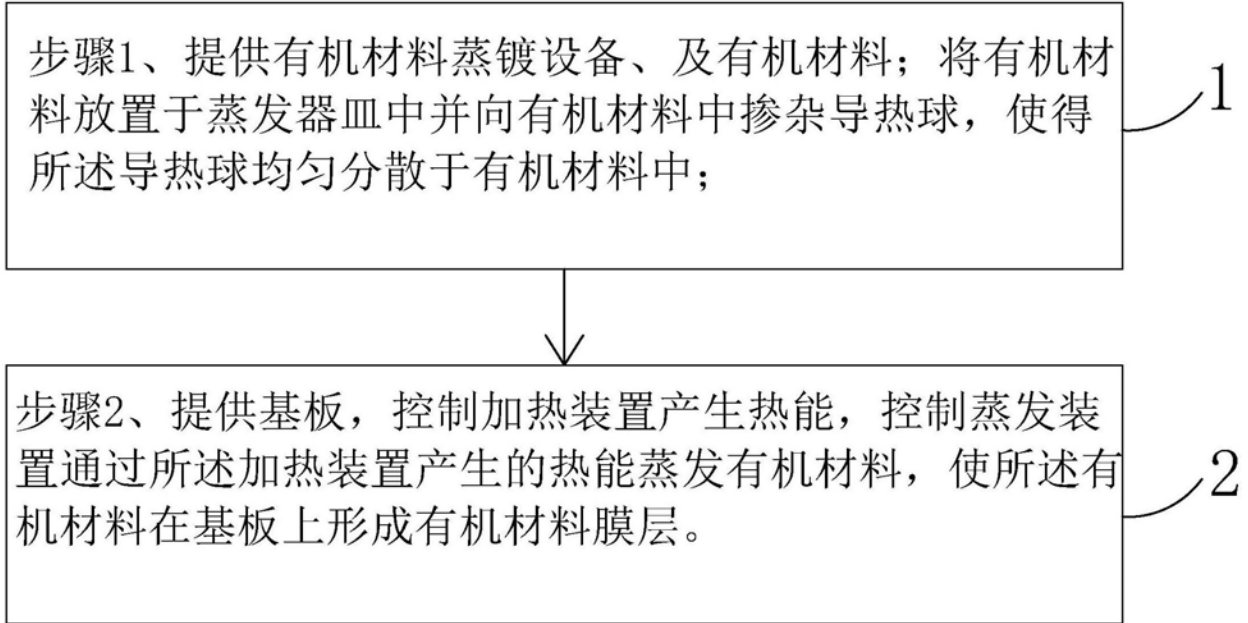 步骤1、提供有机材料蒸镀设备、及有机材料；将有机材
料放置于蒸发器皿中并向有机材料中掺杂导热球，使得
所述导热球均匀分散于有机材料中；
1
步骤2、提供基板，控制加热装置产生热能，控制蒸发装
置通过所述加热装置产生的热能蒸发有机材料，使所述有
机材料在基板上形成有机材料膜层。
2